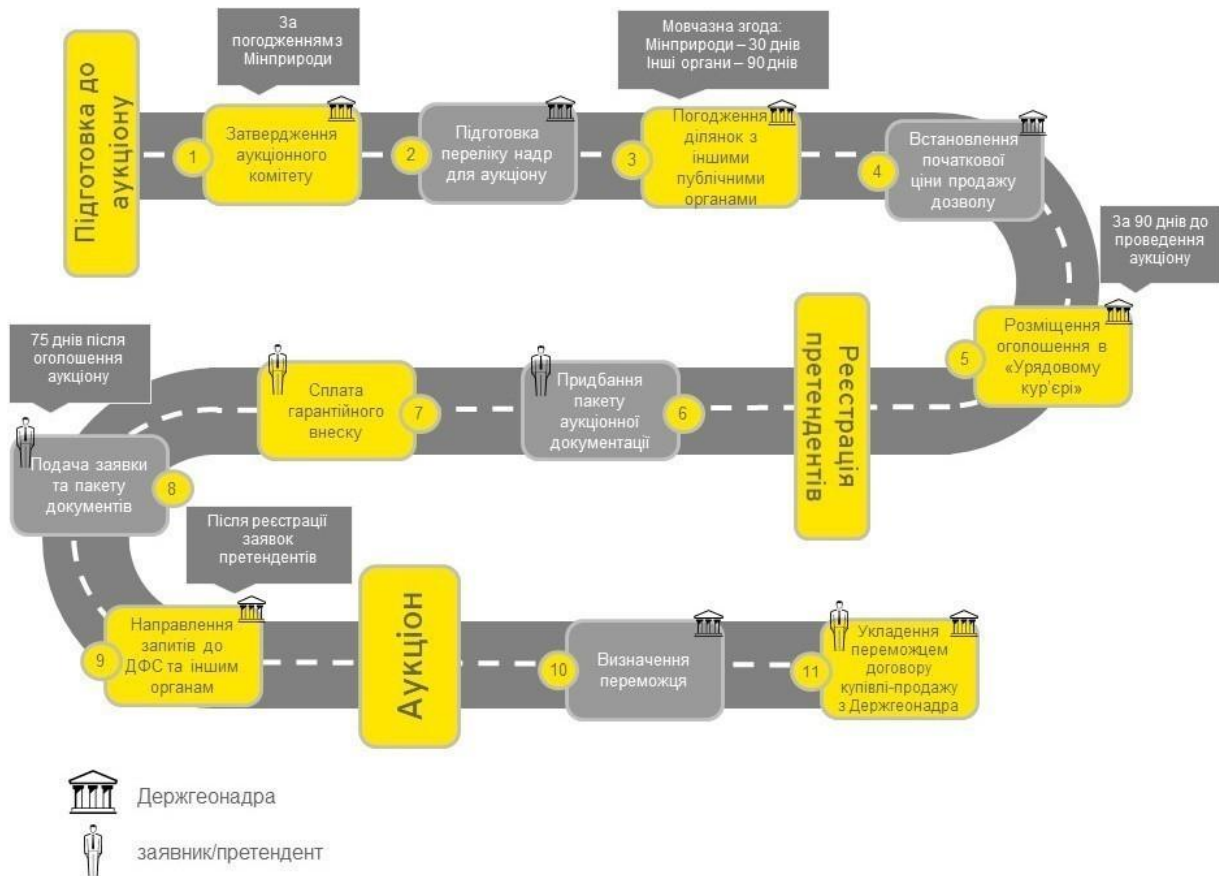 Підготовка до
аукціону
За
погодженням з
Мінприроди
1
Затвердження
аукціонного
комітету
2
Підготовка
переліку надр
для аукціону
Мовчазна згода:
Мінприроди – 30 днів
Інші органи – 90 днів
3
Погодження
ділянок з
іншими
публічними
органами
4
Встановлення
початкової
ціни продажу
дозволу
За 90 днів до
проведення
аукціону
5
Розміщення
оголошення в
«Урядовому
кур’єрі»
Реєстрація
претендентів
6
Придбання
пакету
аукціонної
документації
7
Сплата
гарантійного
внеску
75 днів після
оголошення
аукціону
8
Подача заявки
та пакету
документів
Після реєстрації
заявок
претендентів
9
Направлення
запитів до
ДФС та іншим
органам
Аукціон
10
Визначення
переможця
11
Укладення
переможцем
договору
купівлі-продажу
з Держгеонадра
Держгеонадра
заявник/претендент